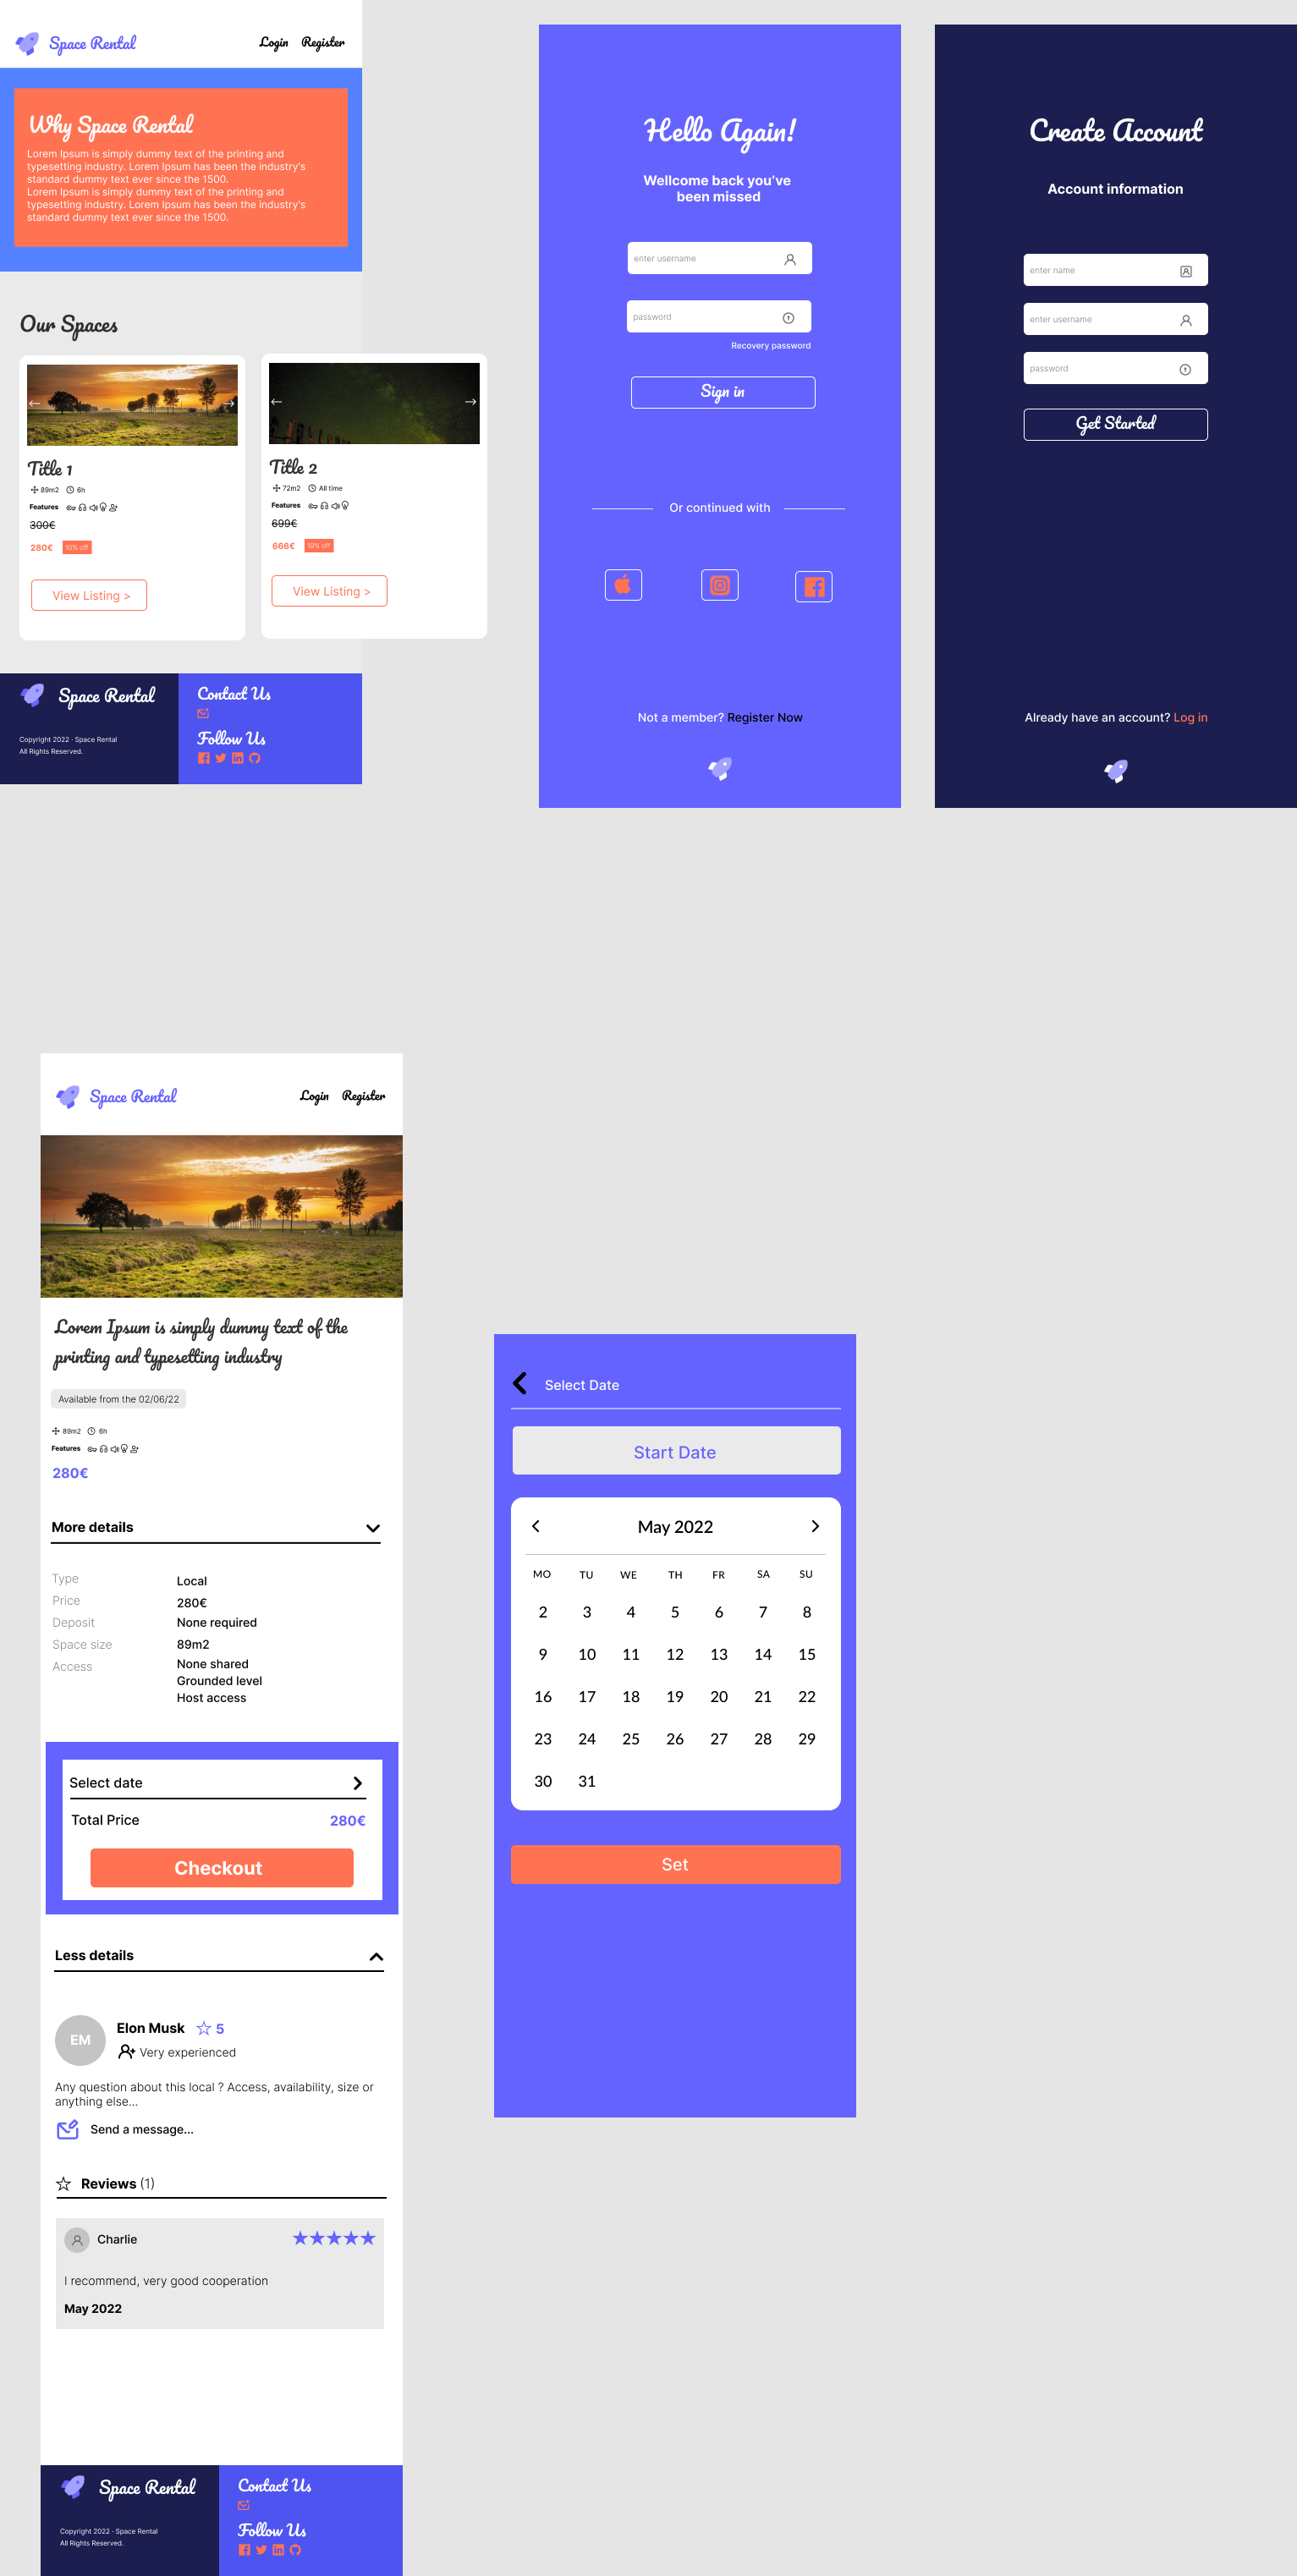 Space Rental
Login Register
Why Space Rental
Lorem Ipsum is simply dummy text of the printing and
typesetting industry. Lorem Ipsum has been the industry's
standard dummy text ever since the 1500.
Lorem Ipsum is simply dummy text of the printing and
typesetting industry. Lorem Ipsum has been the industry's
standard dummy text ever since the 1500.
Our Spaces
Title 1
89m2 6h
Features
300€
280€ 10% off
View Listing >
Title 2
72m2 All time
Features
699€
666€ 19% off
View Listing >
Space Rental
Copyright 2022 · Space Rental
All Rights Reserved.
Contact Us
Follow Us
Hello Again!
Wellcome back you've
been missed
enter username
password
Recovery password
Sign in
Or continued with
Not a member? Register Now
Create Account
Account information
enter name
enter username
password
Get Started
Already have an account? Log in
Space Rental
Login Register
Lorem Ipsum is simply dummy text of the
printing and typesetting industry
Available from the 02/06/22
89m2 6h
Features
280€
More details
Type Local
Price 280€
Deposit None required
Space size 89m2
Access None shared
Grounded level
Host access
Select date
Total Price 280€
Checkout
Less details
EM
Elon Musk 5
Very experienced
Any question about this local ? Access, availability, size or
anything else...
Send a message...
Reviews (1)
Charlie
I recommend, very good cooperation
May 2022
Space Rental
Copyright 2022 · Space Rental
All Rights Reserved.
Contact Us
Follow Us
Select Date
Start Date
May 2022
MO TU WE TH FR SA SU
2 3 4 5 6 7 8
9 10 11 12 13 14 15
16 17 18 19 20 21 22
23 24 25 26 27 28 29
30 31
Set